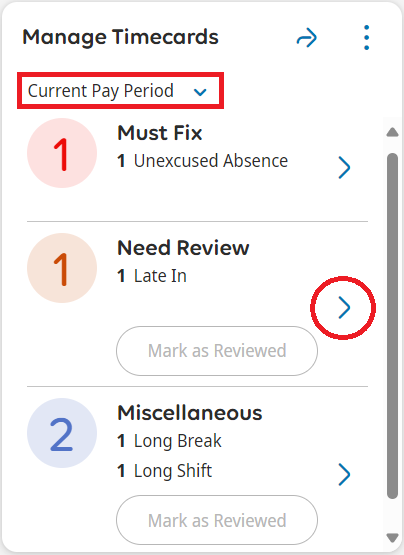 Manage Timecards
Current Pay Period
1
Must Fix
1 Unexcused Absence
1
Need Review
1 Late In
Mark as Reviewed
2
Miscellaneous
1 Long Break
1 Long Shift
Mark as Reviewed